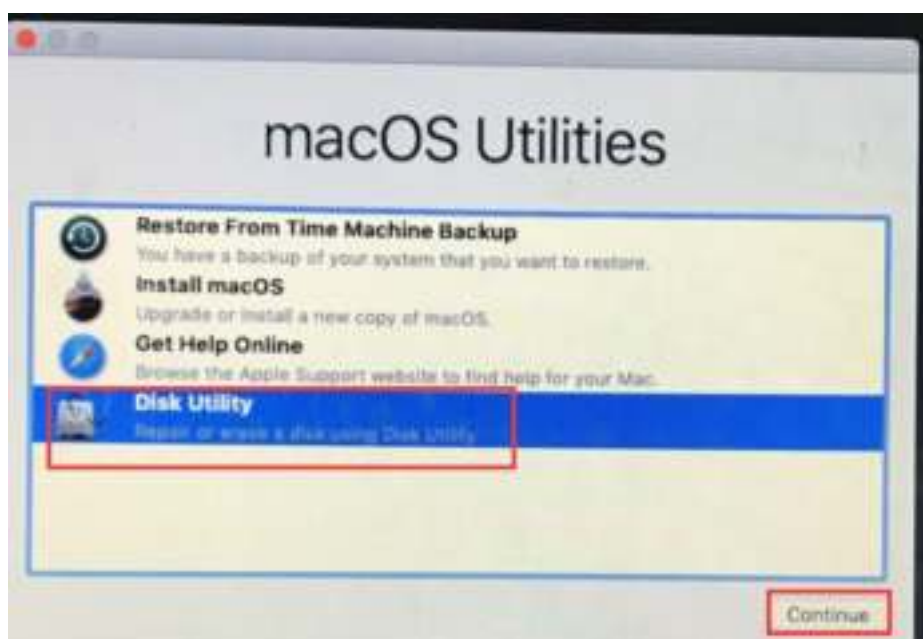 macOS Utilities
Restore From Time Machine Backup
You have a backup of your system that you want to restore.
Install macOS
Upgrade or install a new copy of macOS.
Get Help Online
Browse the Apple Support website to find help for your Mac.
Disk Utility
Repair or erase a disk using Disk Utility.
Continue